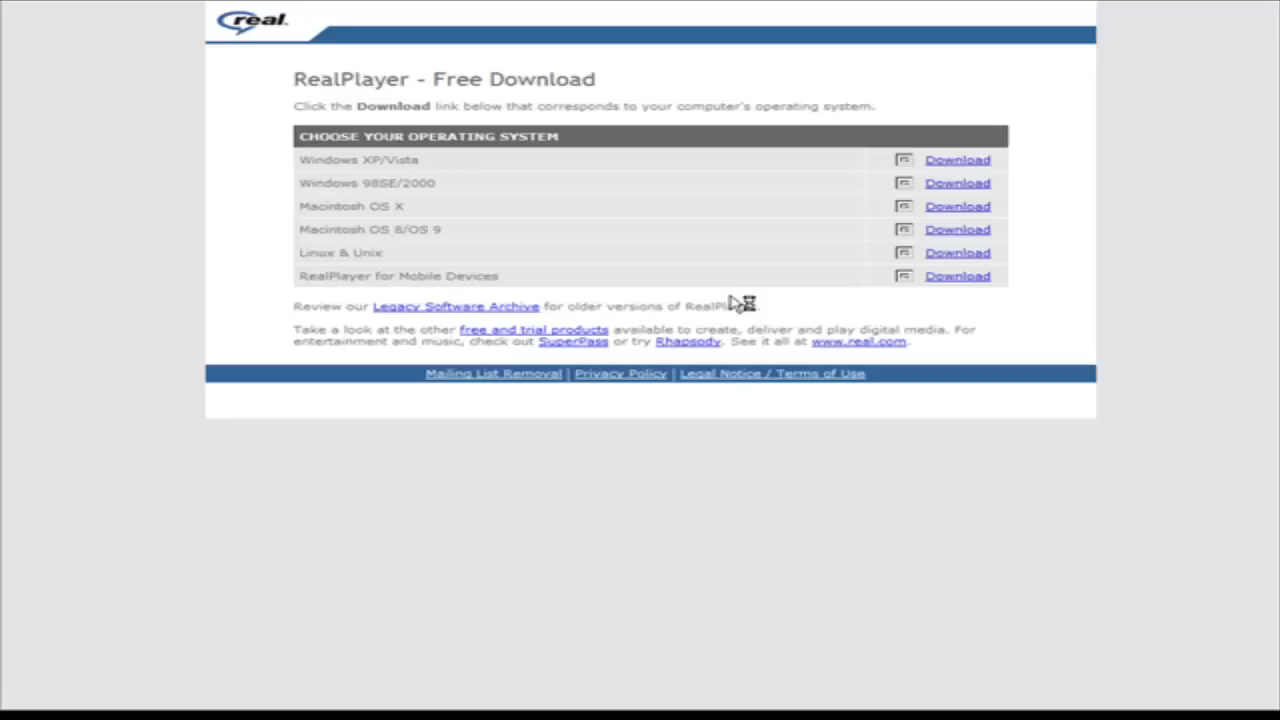 real.
RealPlayer - Free Download
Click the Download link below that corresponds to your computer's operating system.
CHOOSE YOUR OPERATING SYSTEM
Windows XP/Vista Download
Windows 98SE/2000 Download
Macintosh OS X Download
Macintosh OS 8/OS 9 Download
Linux & Unix Download
RealPlayer for Mobile Devices Download
Review our Legacy Software Archive for older versions of
Take a look at the other free and trial products available to create, deliver and play digital media. For
entertainment and music, check out SuperPass or try Rhapsody. See it all at www.real.com.
Mailing List Removal | Privacy Policy | Legal Notice / Terms of Use